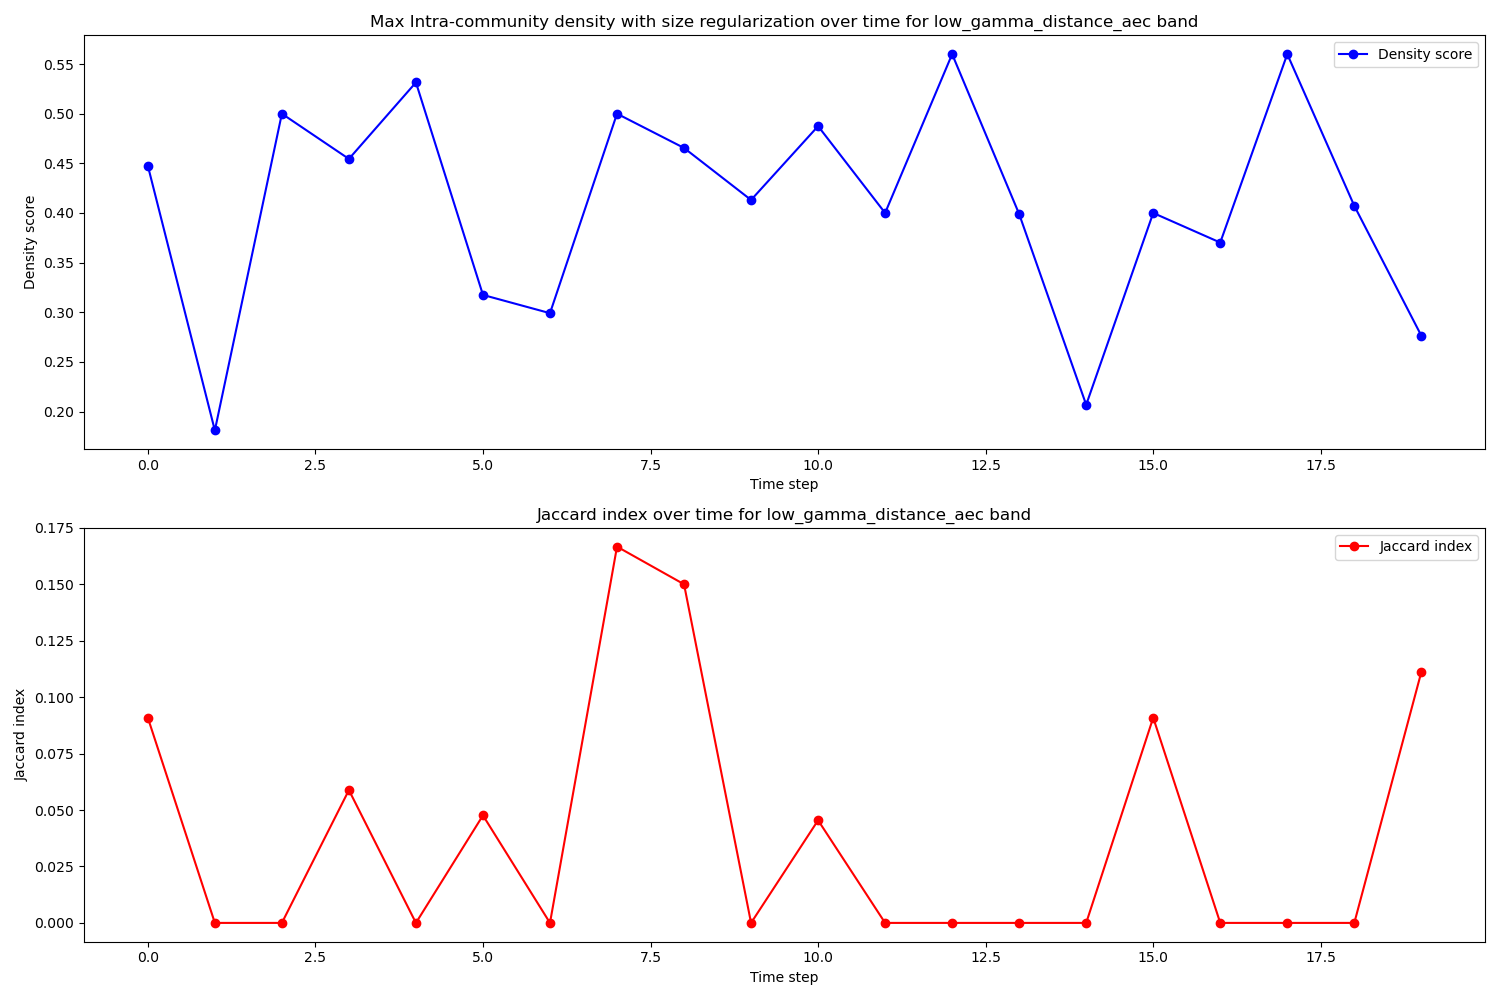 Max Intra-community density with size regularization over time for low_gamma_distance_aec band
Density score
0.55
0.50
0.45
0.40
0.35
0.30
0.25
0.20
Density score
0.0 2.5 5.0 7.5 10.0 12.5 15.0 17.5
Time step
Jaccard index over time for low_gamma_distance_aec band
Jaccard index
0.175
0.150
0.125
0.100
0.075
0.050
0.025
0.000
Jaccard index
0.0 2.5 5.0 7.5 10.0 12.5 15.0 17.5
Time step